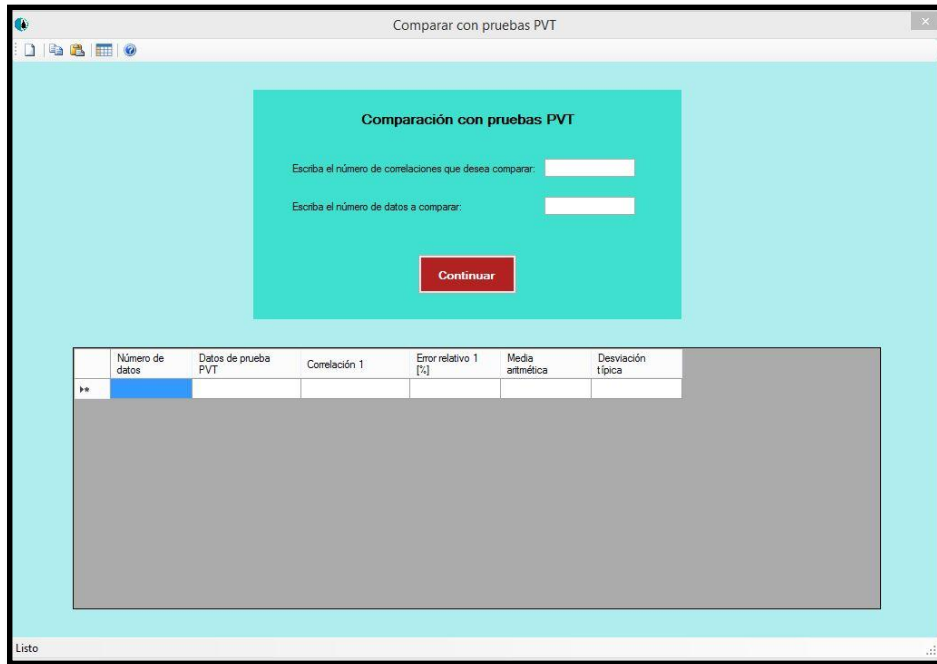 Comparar con pruebas PVT
Comparación con pruebas PVT
Escriba el número de correlaciones que desea comparar:
Escriba el número de datos a comparar:
Continuar
Número de datos
Datos de prueba PVT
Correlación 1
Error relativo 1 [%]
Media aritmética
Desviación típica
Listo